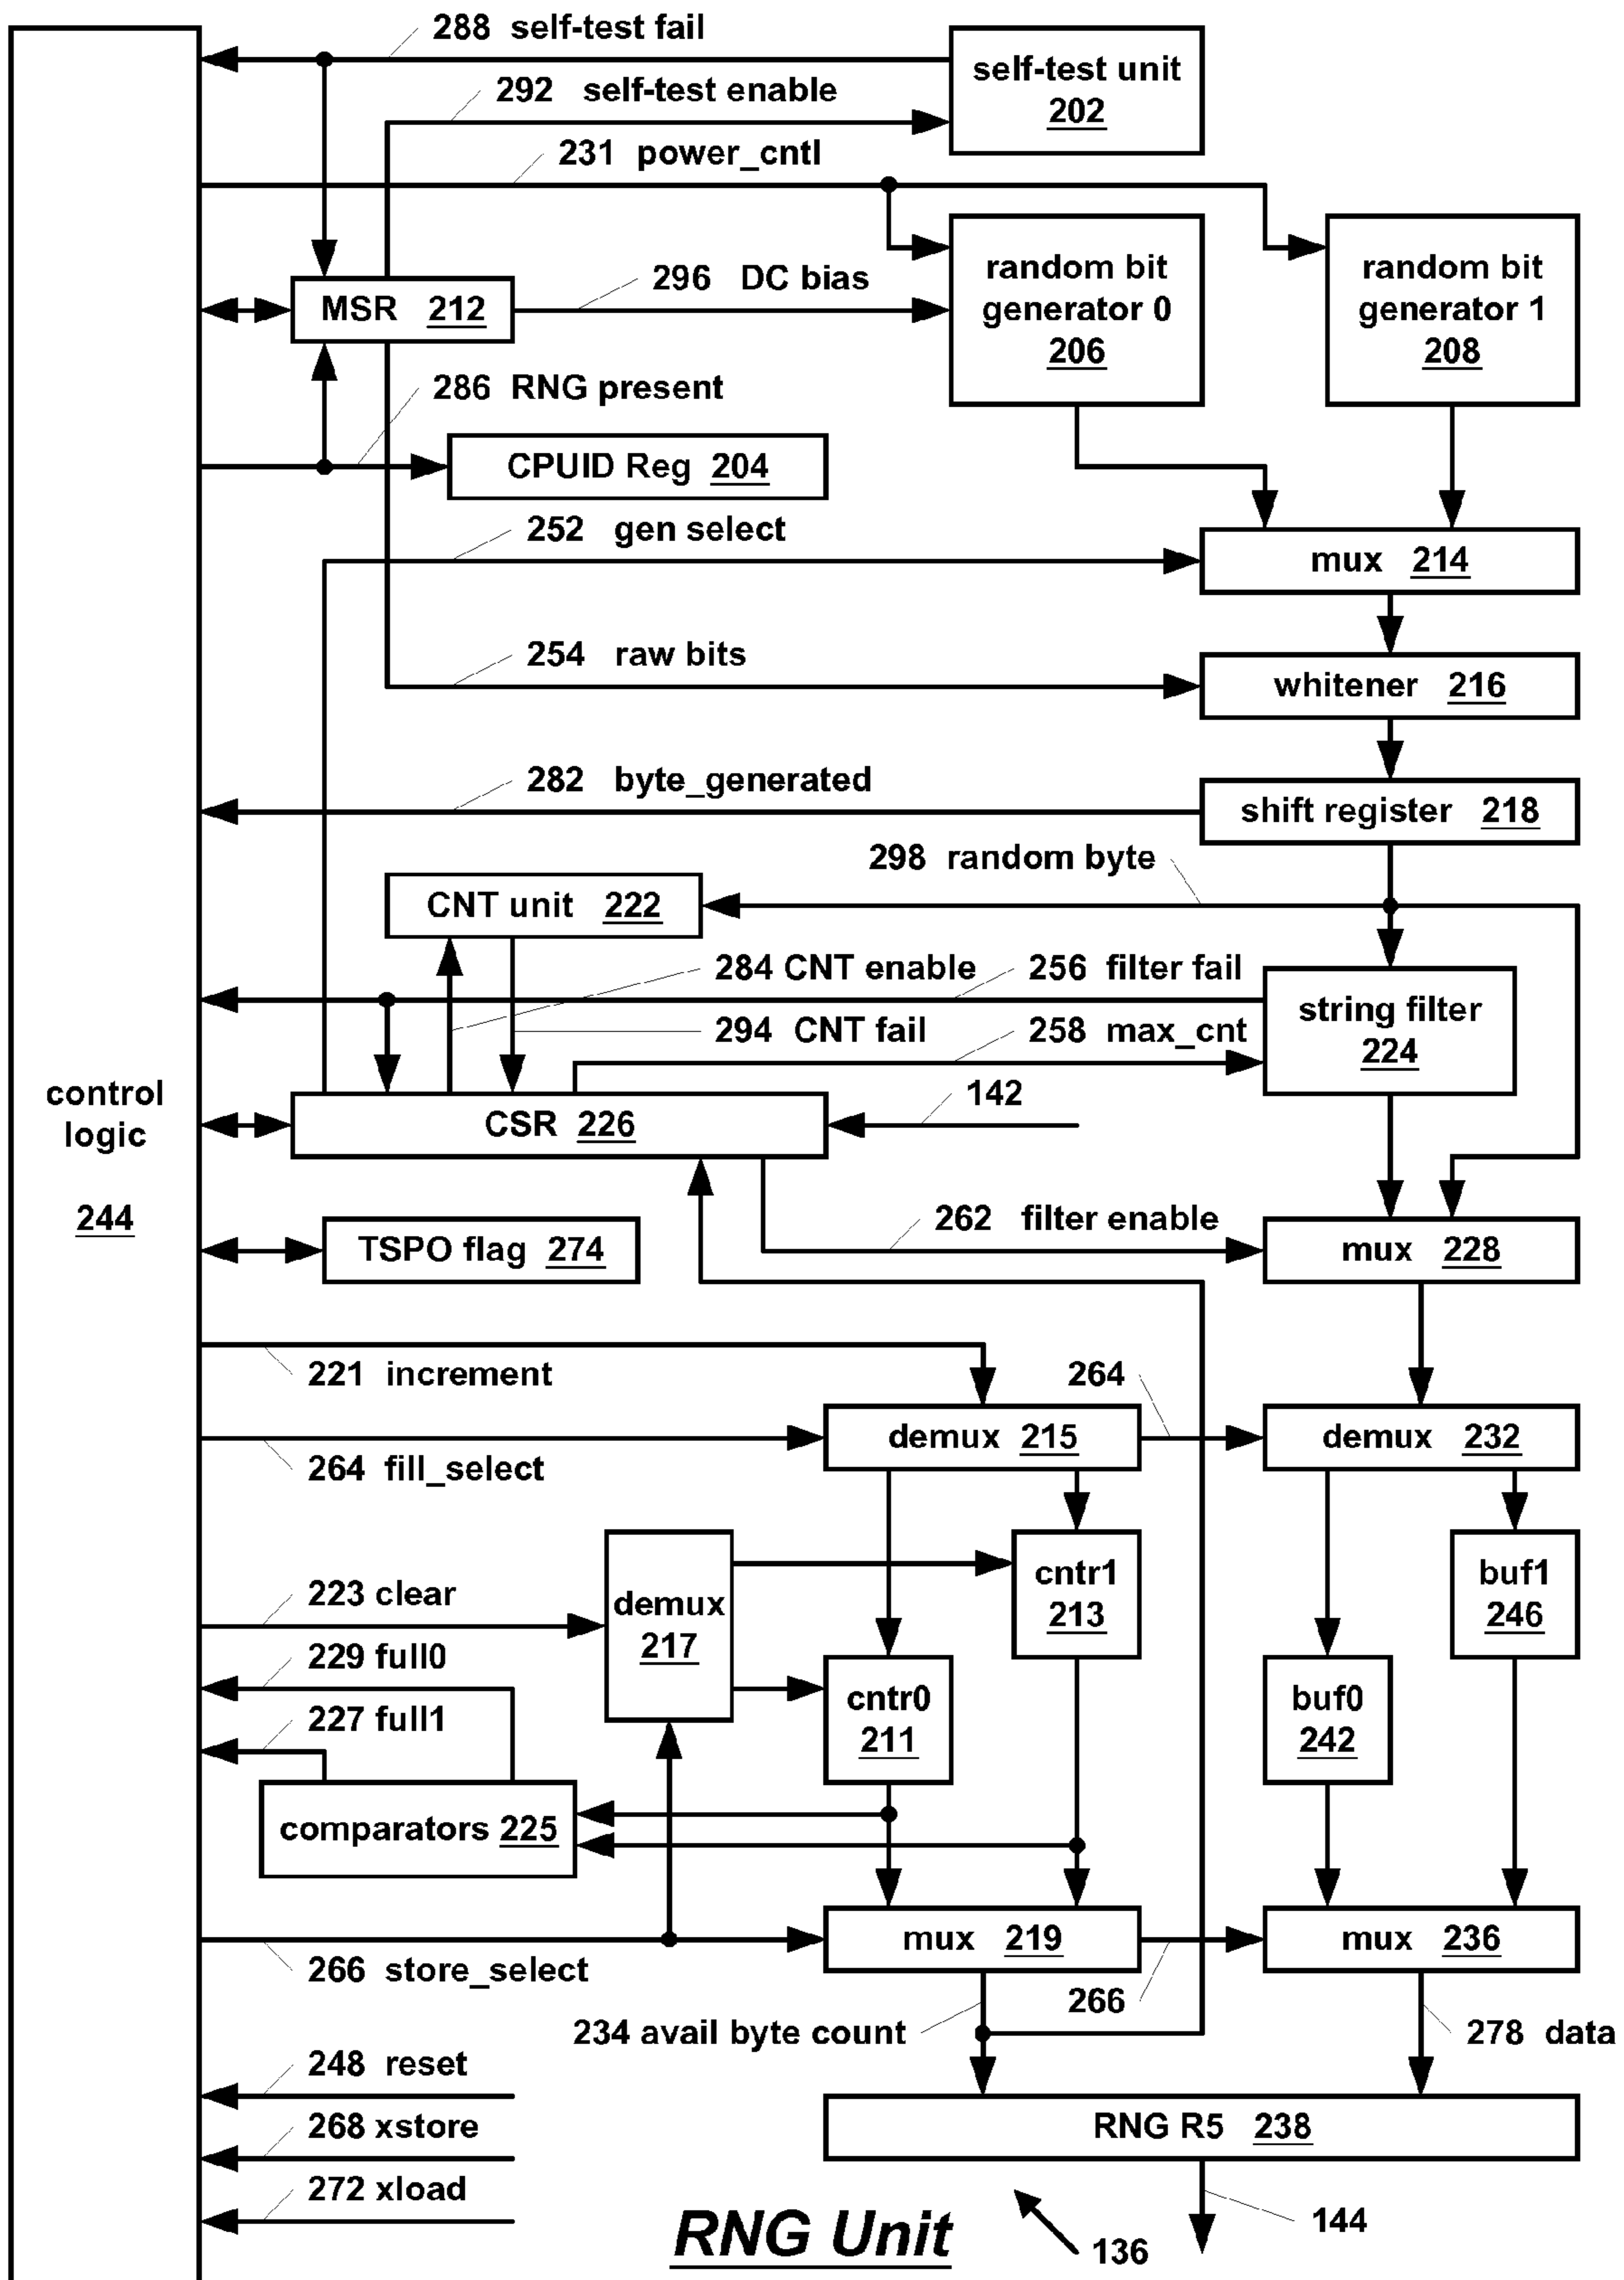 288 self-test fail
self-test unit
202
292 self-test enable
231 power_cntl
random bit
generator 0
206
random bit
generator 1
208
296 DC bias
MSR 212
286 RNG present
CPUID Reg 204
252 gen select
mux 214
254 raw bits
whitener 216
282 byte_generated
shift register 218
298 random byte
CNT unit 222
284 CNT enable
256 filter fail
string filter
224
294 CNT fail
258 max_cnt
142
control
logic
244
CSR 226
262 filter enable
TSPO flag 274
mux 228
221 increment
264
demux 215
demux 232
264 fill_select
demux
217
cntr1
213
buf1
246
223 clear
229 full0
cntr0
211
buf0
242
227 full1
comparators 225
mux 219
mux 236
266 store_select
266
234 avail byte count
278 data
248 reset
268 xstore
RNG R5 238
272 xload
RNG Unit
136
144